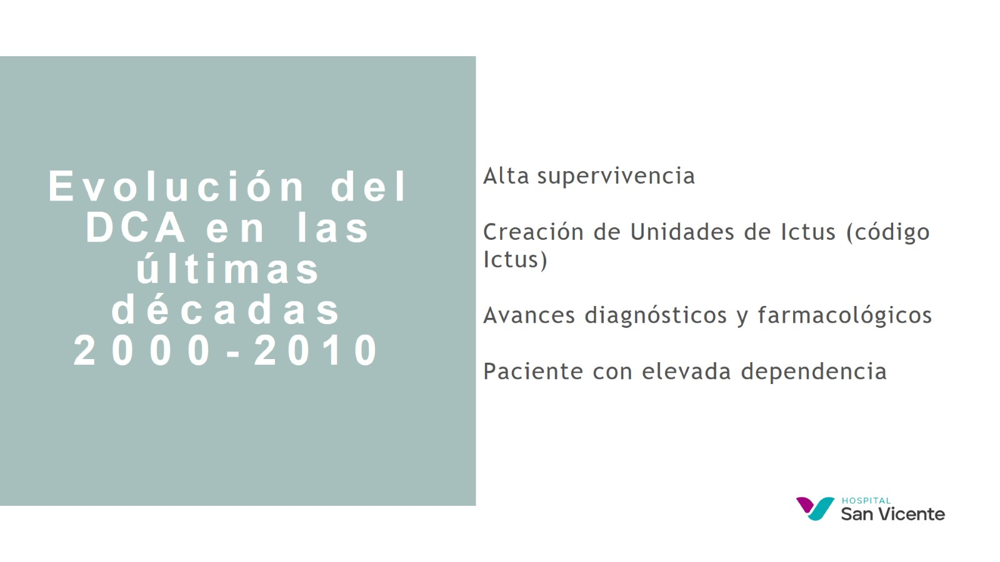 Evolución del
DCA en las
últimas
décadas
2000-2010
Alta supervivencia
Creación de Unidades de Ictus (código
Ictus)
Avances diagnósticos y farmacológicos
Paciente con elevada dependencia
HOSPITAL
San Vicente